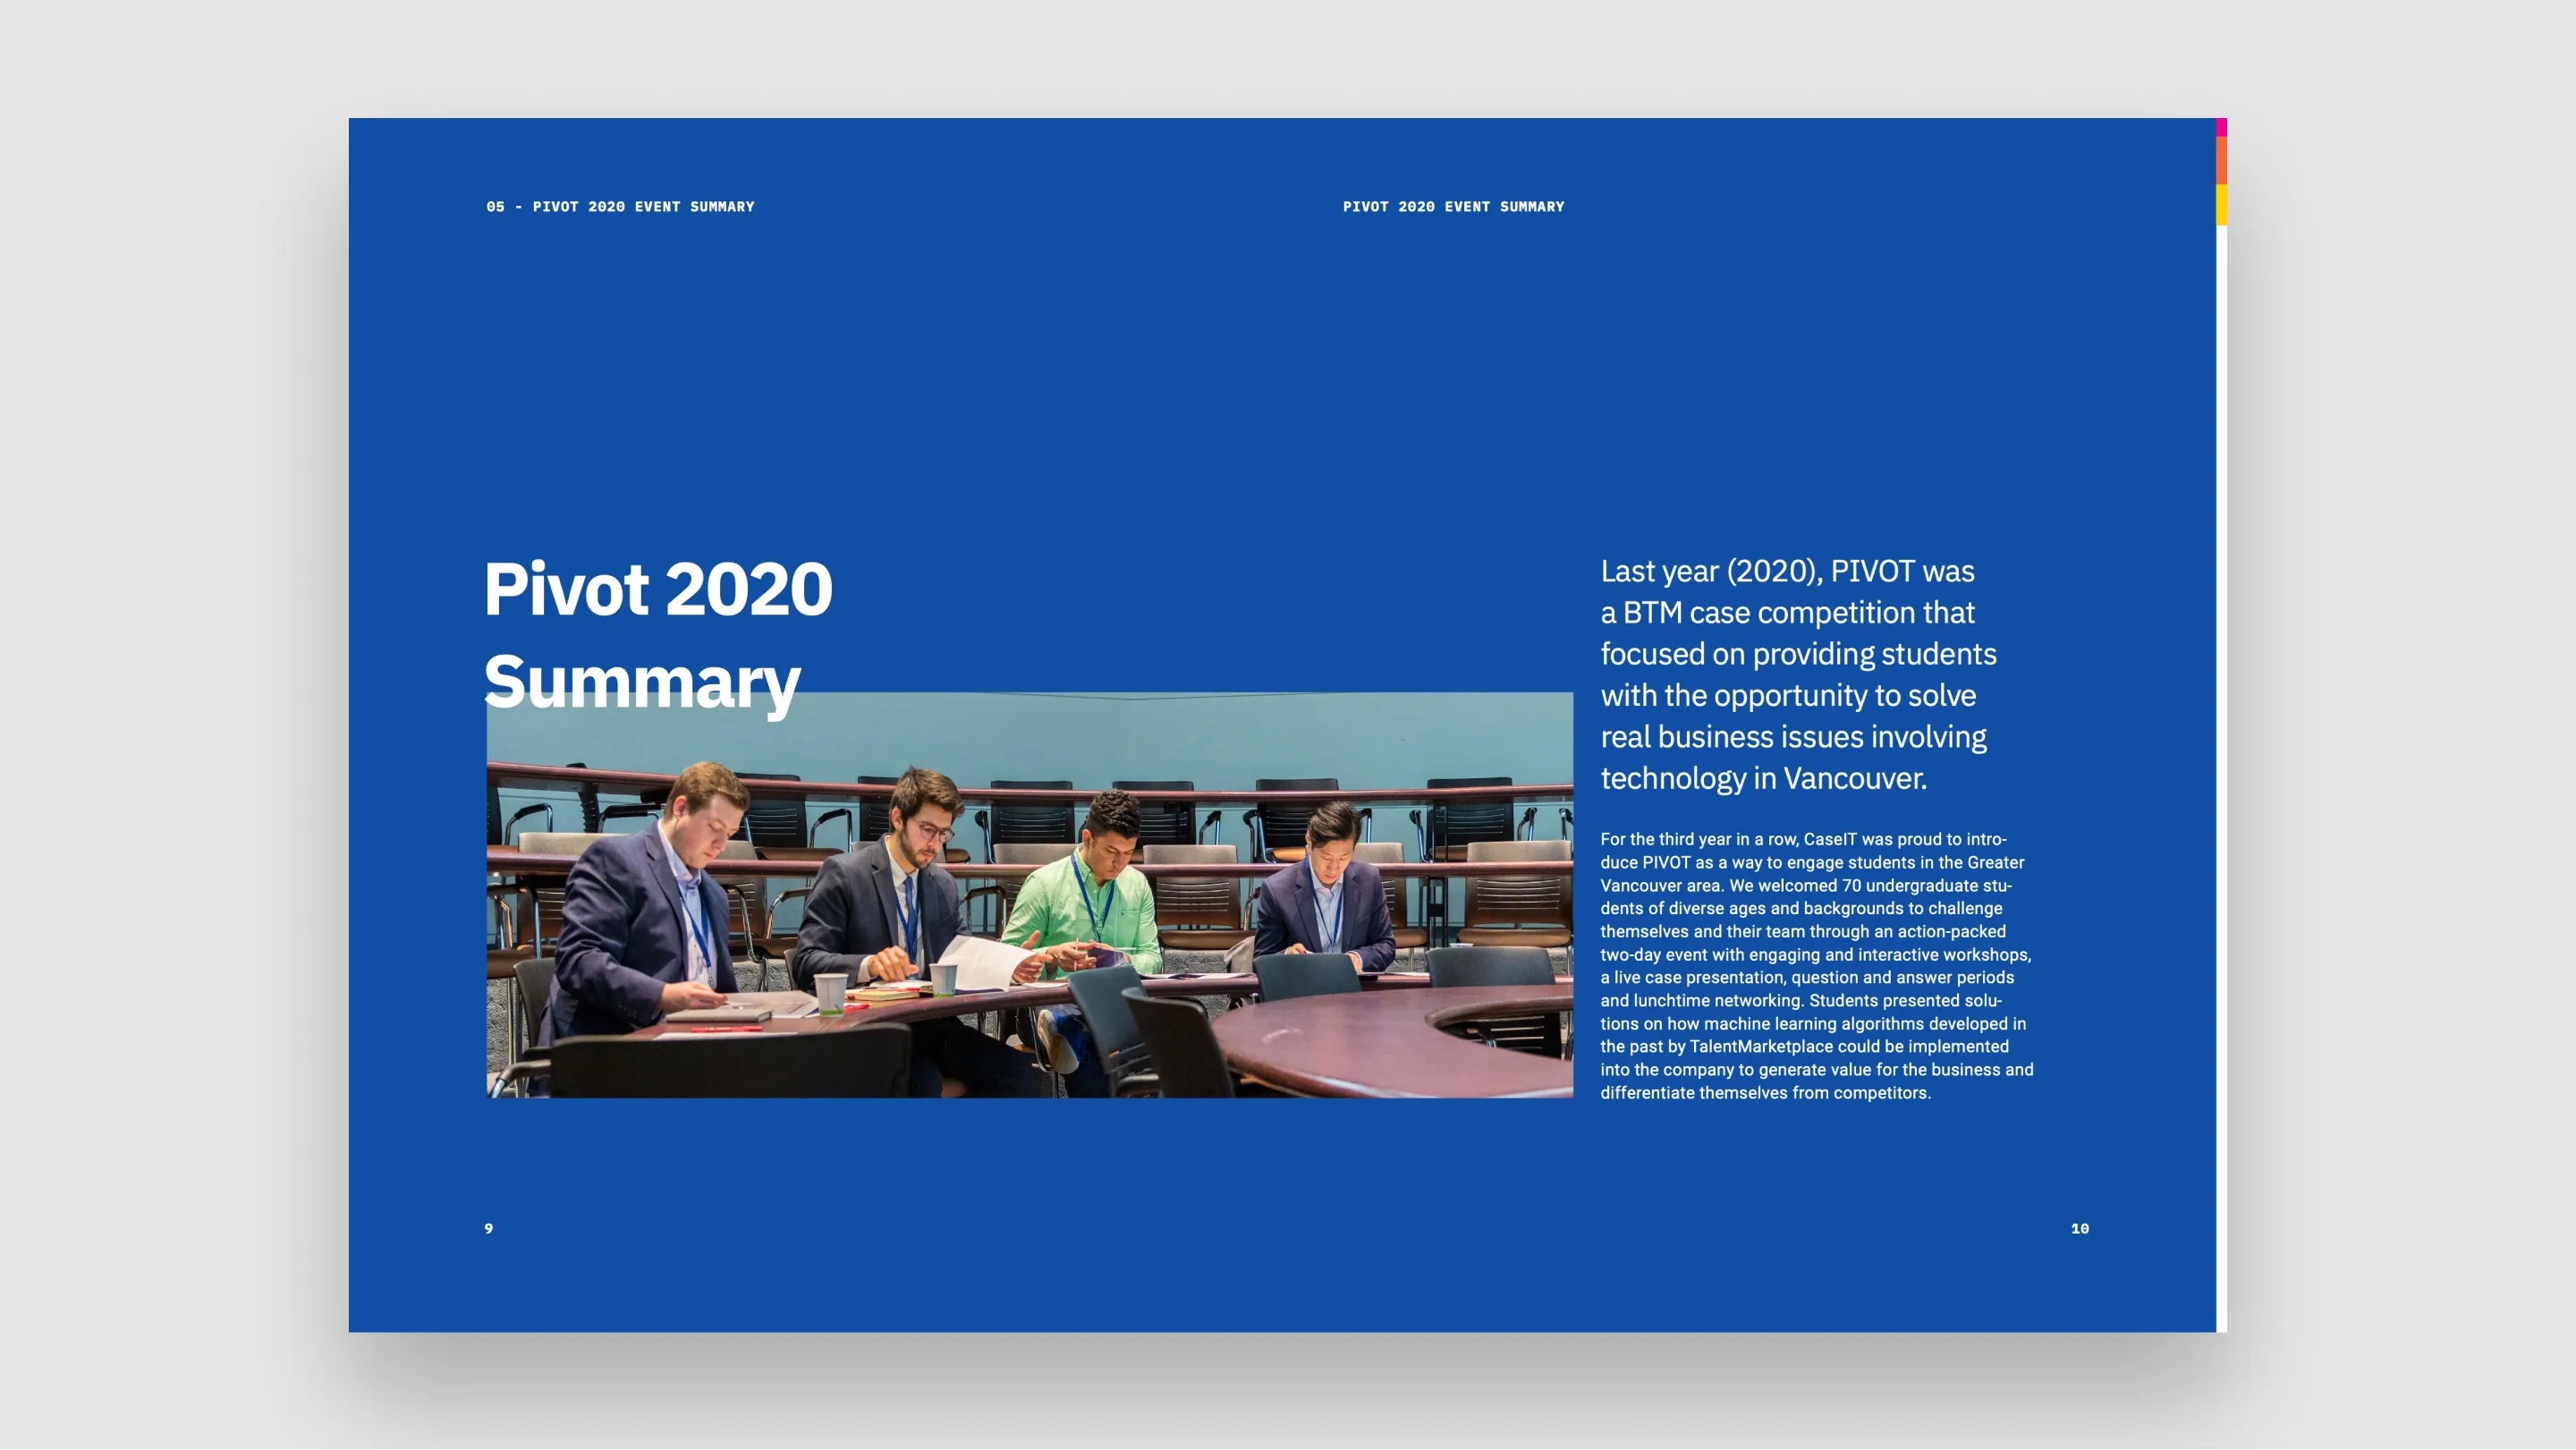 05 - PIVOT 2020 EVENT SUMMARY
PIVOT 2020 EVENT SUMMARY
Pivot 2020
Summary
Last year (2020), PIVOT was
a BTM case competition that
focused on providing students
with the opportunity to solve
real business issues involving
technology in Vancouver.
For the third year in a row, CaseIT was proud to intro-
duce PIVOT as a way to engage students in the Greater
Vancouver area. We welcomed 70 undergraduate stu-
dents of diverse ages and backgrounds to challenge
themselves and their team through an action-packed
two-day event with engaging and interactive workshops,
a live case presentation, question and answer periods
and lunchtime networking. Students presented solu-
tions on how machine learning algorithms developed in
the past by TalentMarketplace could be implemented
into the company to generate value for the business and
differentiate themselves from competitors.
9
10